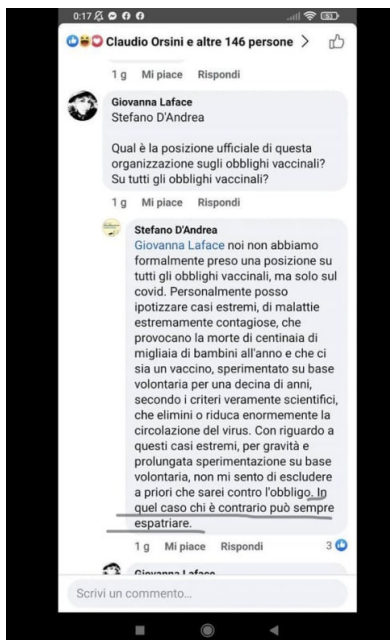 0:17
Claudio Orsini e altre 146 persone >
1 g Mi piace Rispondi
Giovanna Laface
Stefano D'Andrea
Qual è la posizione ufficiale di questa
organizzazione sugli obblighi vaccinali?
Su tutti gli obblighi vaccinali?
1 g Mi piace Rispondi
Stefano D'Andrea
Giovanna Laface noi non abbiamo
formalmente preso una posizione su
tutti gli obblighi vaccinali, ma solo sul
covid. Personalmente posso
ipotizzare casi estremi, di malattie
estremamente contagiose, che
provocano la morte di centinaia di
migliaia di bambini all'anno e che ci
sia un vaccino, sperimentato su base
volontaria per una decina di anni,
secondo i criteri veramente scientifici,
che elimini o riduca enormemente la
circolazione del virus. Con riguardo a
questi casi estremi, per gravità e
prolungata sperimentazione su base
volontaria, non mi sento di escludere
a priori che sarei contro l'obbligo. In
quel caso chi è contrario può sempre
espatriare.
1 g Mi piace Rispondi 3
Giovanna Laface
Scrivi un commento...